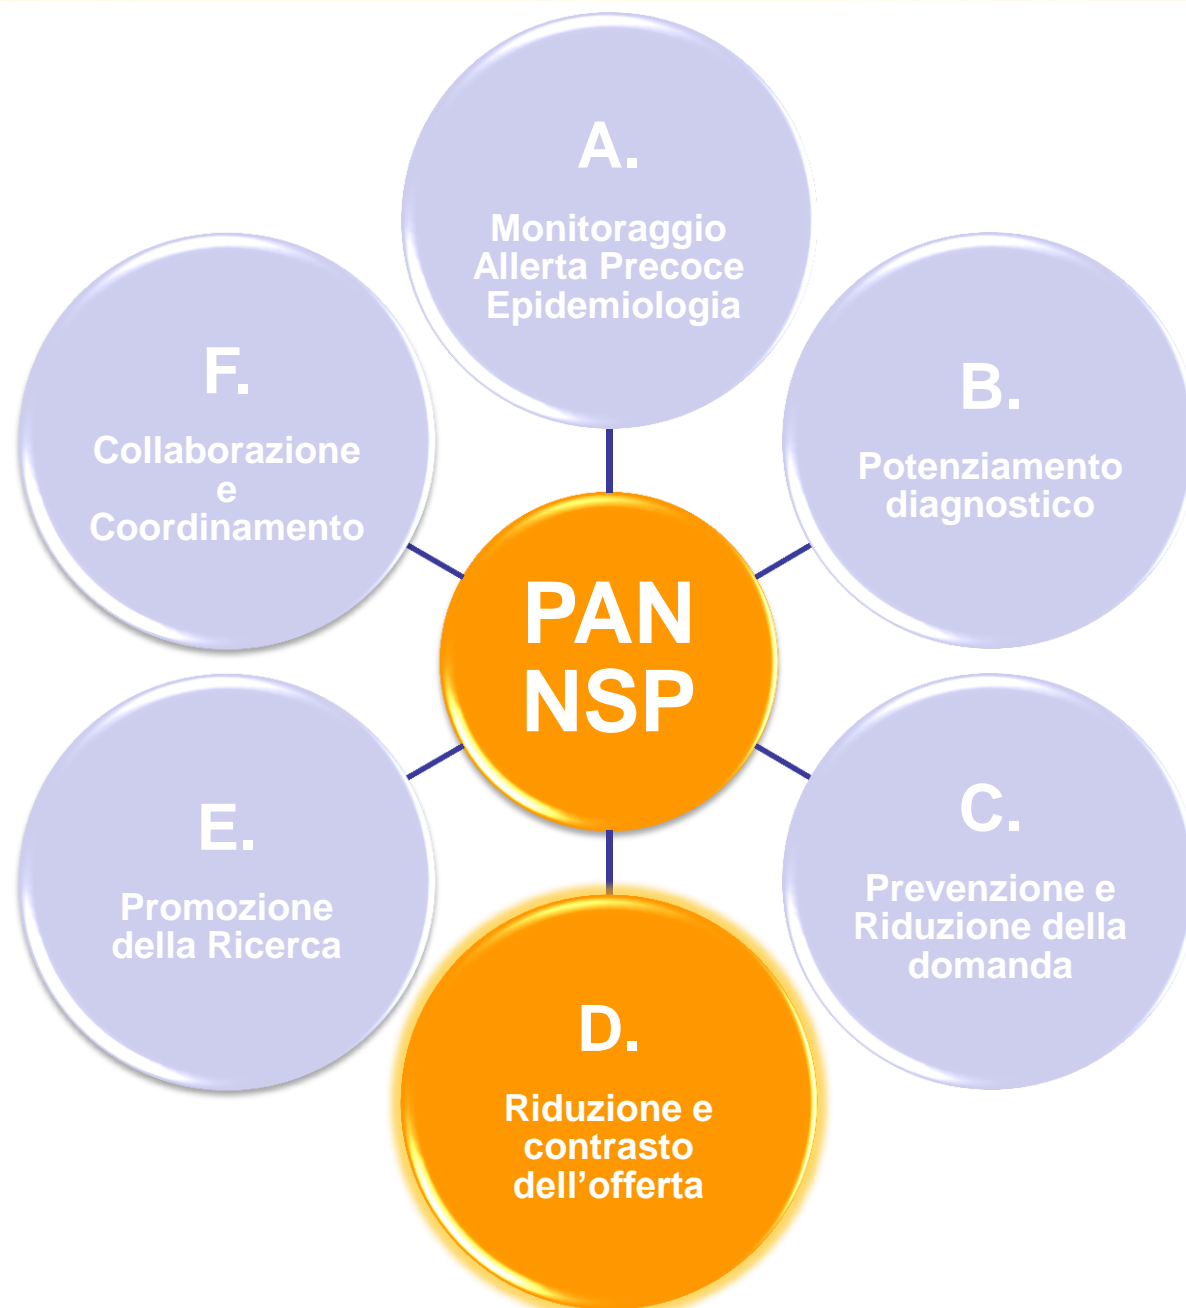 A.
Monitoraggio
Allerta Precoce
Epidemiologia
B.
Potenziamento
diagnostico
C.
Prevenzione e
Riduzione della
domanda
D.
Riduzione e
contrasto
dell’offerta
E.
Promozione
della Ricerca
F.
Collaborazione
e
Coordinamento
PAN
NSP